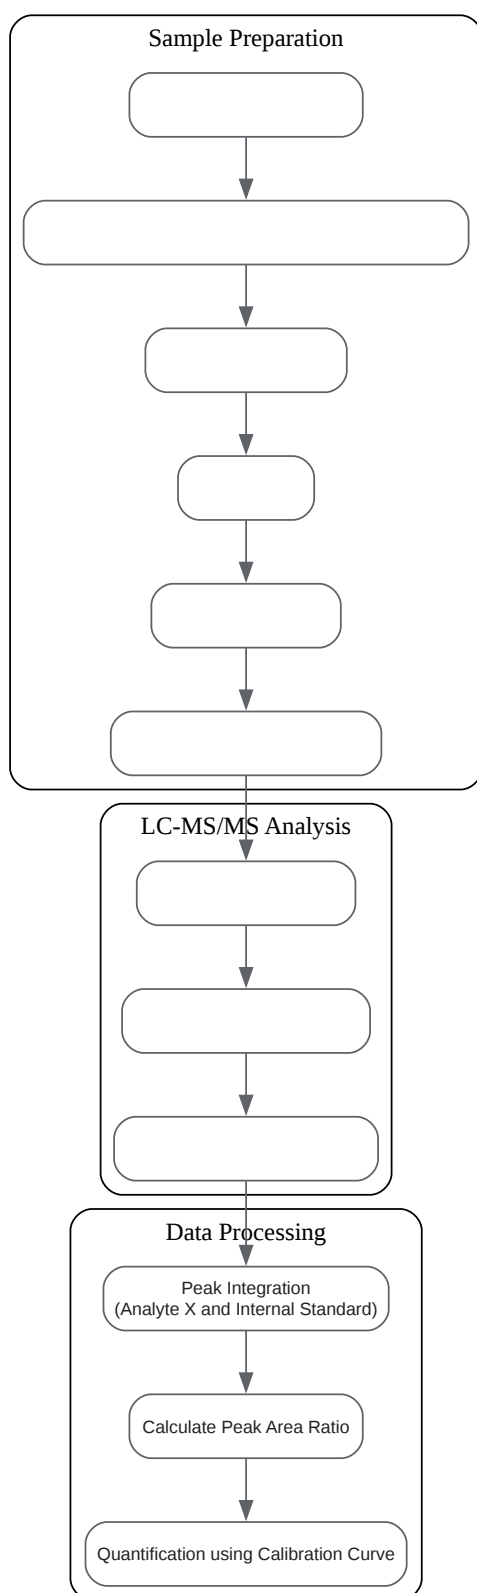 Sample Preparation
LC-MS/MS Analysis
Data Processing
Peak Integration
(Analyte X and Internal Standard)
Calculate Peak Area Ratio
Quantification using Calibration Curve